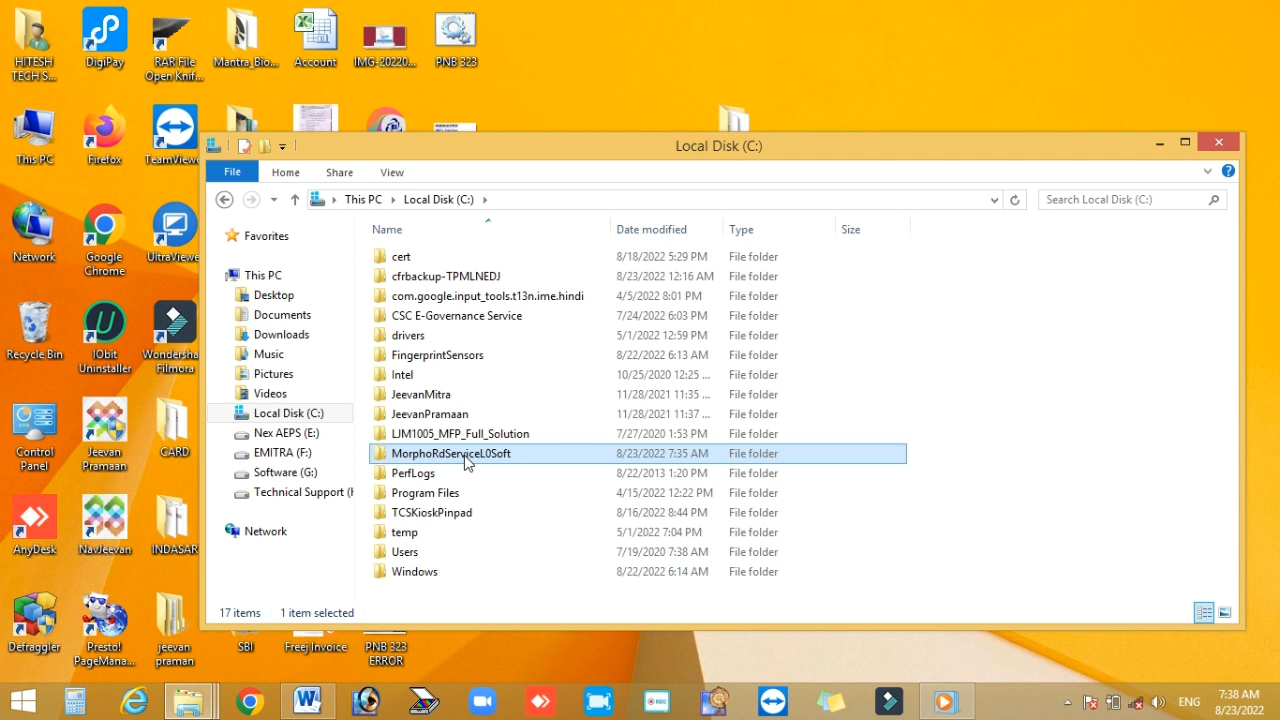 HITESH
TECH S...
DigiPay
RAR File
Open Knif...
Mantra_Bio...
Account
IMG-20220...
PNB 323
This PC
Firefox
TeamViewe
Network
Google
Chrome
UltraViewe
Recycle Bin
IObit
Uninstaller
Wondersha
Filmora
Control
Panel
Jeevan
Pramaan
CARD
AnyDesk
NavJeevan
INDASAR
Defraggler
Presto!
PageMana...
jeevan
praman
SBI
Freej Invoice
PNB 323
ERROR
Local Disk (C:)
File Home Share View
This PC Local Disk (C:)
Search Local Disk (C:)
Favorites
This PC
Desktop
Documents
Downloads
Music
Pictures
Videos
Local Disk (C:)
Nex AEPS (E:)
EMITRA (F:)
Software (G:)
Technical Support (H
Network
Name Date modified Type Size
cert 8/18/2022 5:29 PM File folder
cfrbackup-TPMLNEDJ 8/23/2022 12:16 AM File folder
com.google.input_tools.t13n.ime.hindi 4/5/2022 8:01 PM File folder
CSC E-Governance Service 7/24/2022 6:03 PM File folder
drivers 5/1/2022 12:59 PM File folder
FingerprintSensors 8/22/2022 6:13 AM File folder
Intel 10/25/2020 12:25 ... File folder
JeevanMitra 11/28/2021 11:35 ... File folder
JeevanPramaan 11/28/2021 11:37 ... File folder
LJM1005_MFP_Full_Solution 7/27/2020 1:53 PM File folder
MorphoRdServiceL0Soft 8/23/2022 7:35 AM File folder
PerfLogs 8/22/2013 1:20 PM File folder
Program Files 4/15/2022 12:22 PM File folder
TCSKioskPinpad 8/16/2022 8:44 PM File folder
temp 5/1/2022 7:04 PM File folder
Users 7/19/2020 7:38 AM File folder
Windows 8/22/2022 6:14 AM File folder
17 items 1 item selected
REC
ENG
7:38 AM
8/23/2022